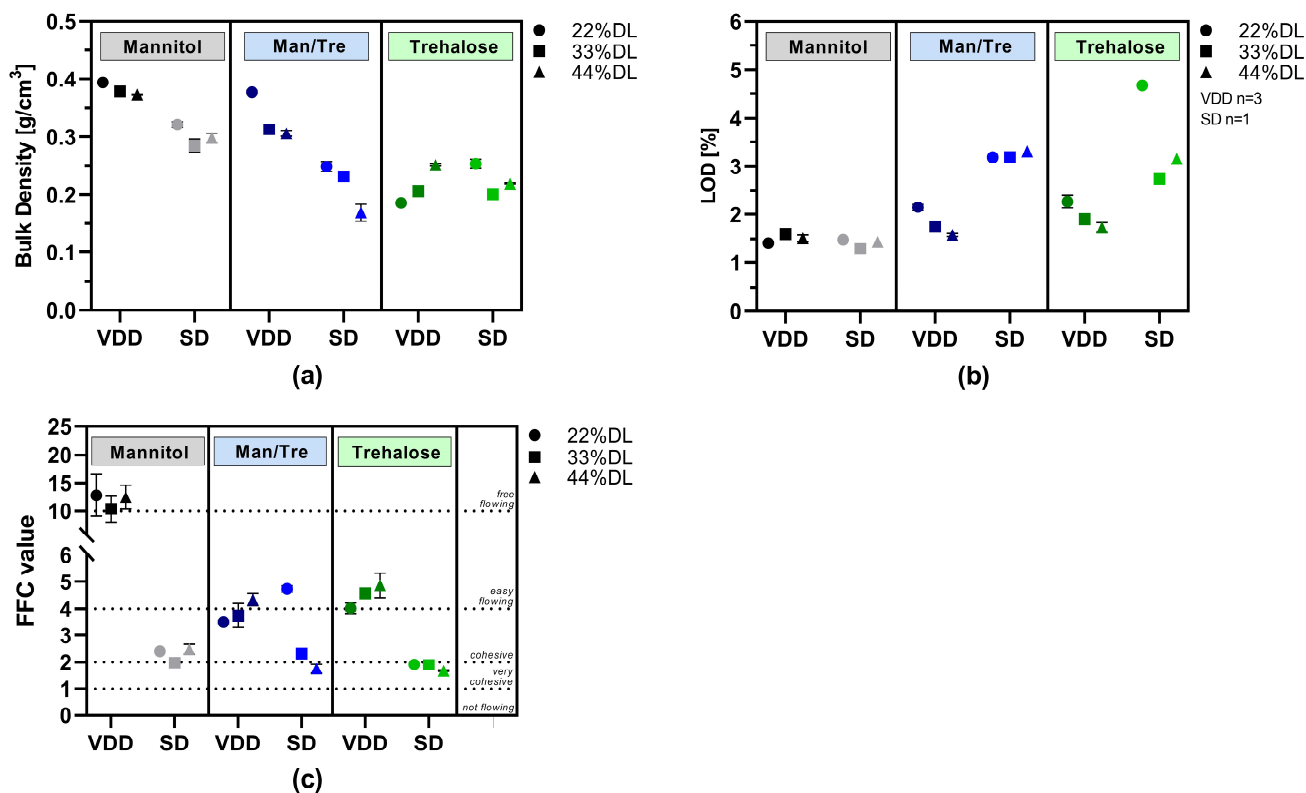 0.5
0.4
0.3
0.2
0.1
0.0
Bulk Density [g/cm³]
Mannitol
Man/Tre
Trehalose
22%DL
33%DL
44%DL
VDD
SD
VDD
SD
VDD
SD
(a)
6
5
4
3
2
1
0
LOD [%]
Mannitol
Man/Tre
Trehalose
22%DL
33%DL
44%DL
VDD n=3
SD n=1
VDD
SD
VDD
SD
VDD
SD
(b)
25
20
15
10
6
5
4
3
2
1
0
FFC value
Mannitol
Man/Tre
Trehalose
22%DL
33%DL
44%DL
free
flowing
easy
flowing
cohesive
very
cohesive
not flowing
VDD
SD
VDD
SD
VDD
SD
(c)